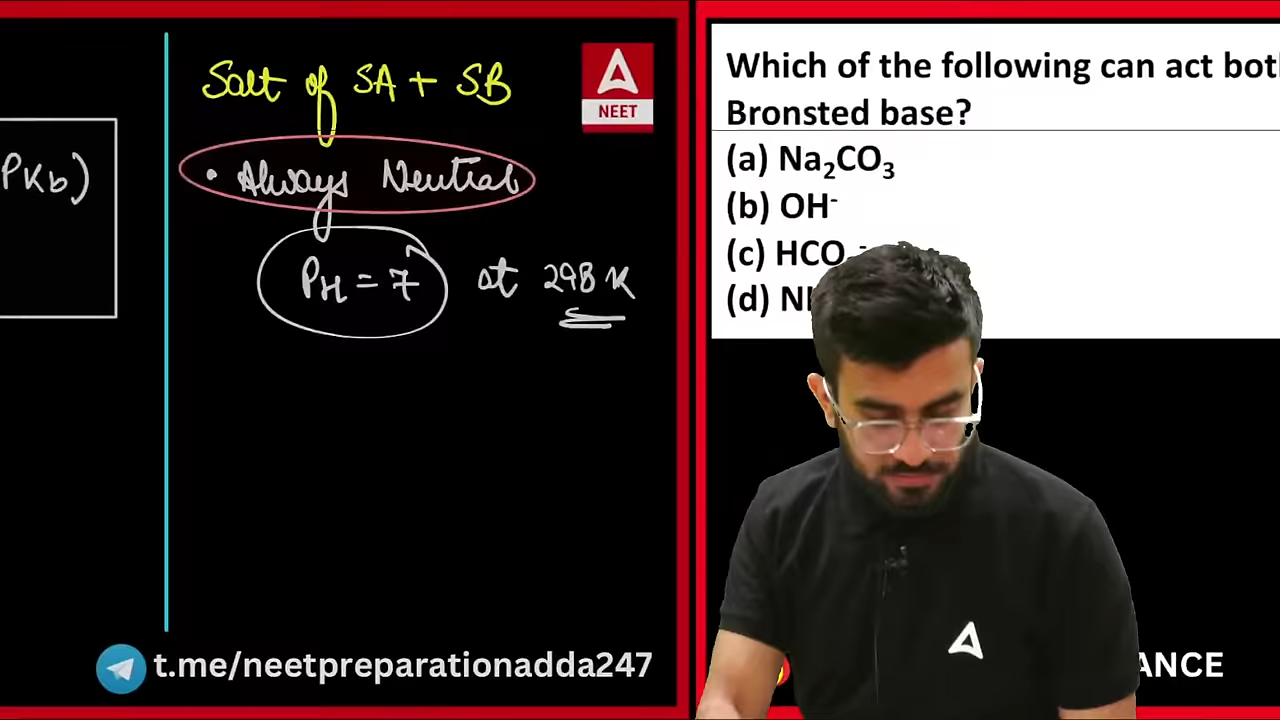 PKb)
Salt of SA + SB
• Always Neutral
PH = 7 at 298 K
NEET
t.me/neetpreparationadda247
Which of the following can act
Bronsted base?
(a) Na₂CO₃
(b) OH⁻
(c) HCO
(d)
ANCE